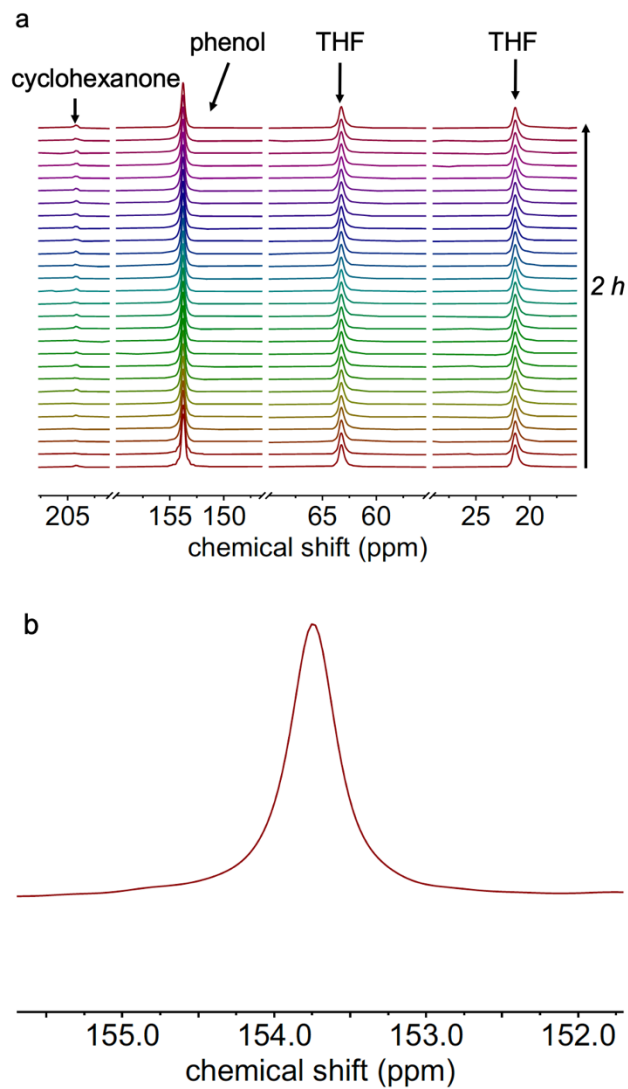 a
cyclohexanone phenol THF THF
2 h
205 155 150 65 60 25 20
chemical shift (ppm)
b
155.0 154.0 153.0 152.0
chemical shift (ppm)